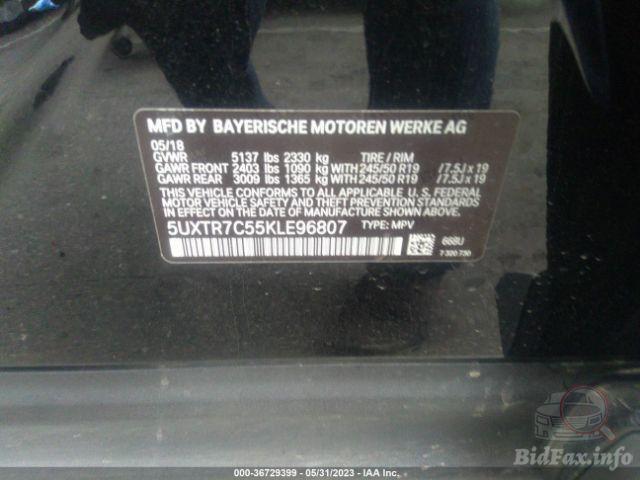 MFD BY BAYERISCHE MOTOREN WERKE AG
05/18
GVWR 5137 lbs 2330 kg TIRE / RIM
GAWR FRONT 2403 lbs 1090 kg WITH 245/50 R19 /7.5J x 19
GAWR REAR 3009 lbs 1365 kg WITH 245/50 R19 /7.5J x 19
THIS VEHICLE CONFORMS TO ALL APPLICABLE U. S. FEDERAL
MOTOR VEHICLE SAFETY AND THEFT PREVENTION STANDARDS
IN EFFECT ON THE DATE OF MANUFACTURE SHOWN ABOVE.
5UXTR7C55KLE96807 TYPE: MPV
668U
7 320 730
000-36729399 - 05/31/2023 - IAA Inc.
BidFax.info